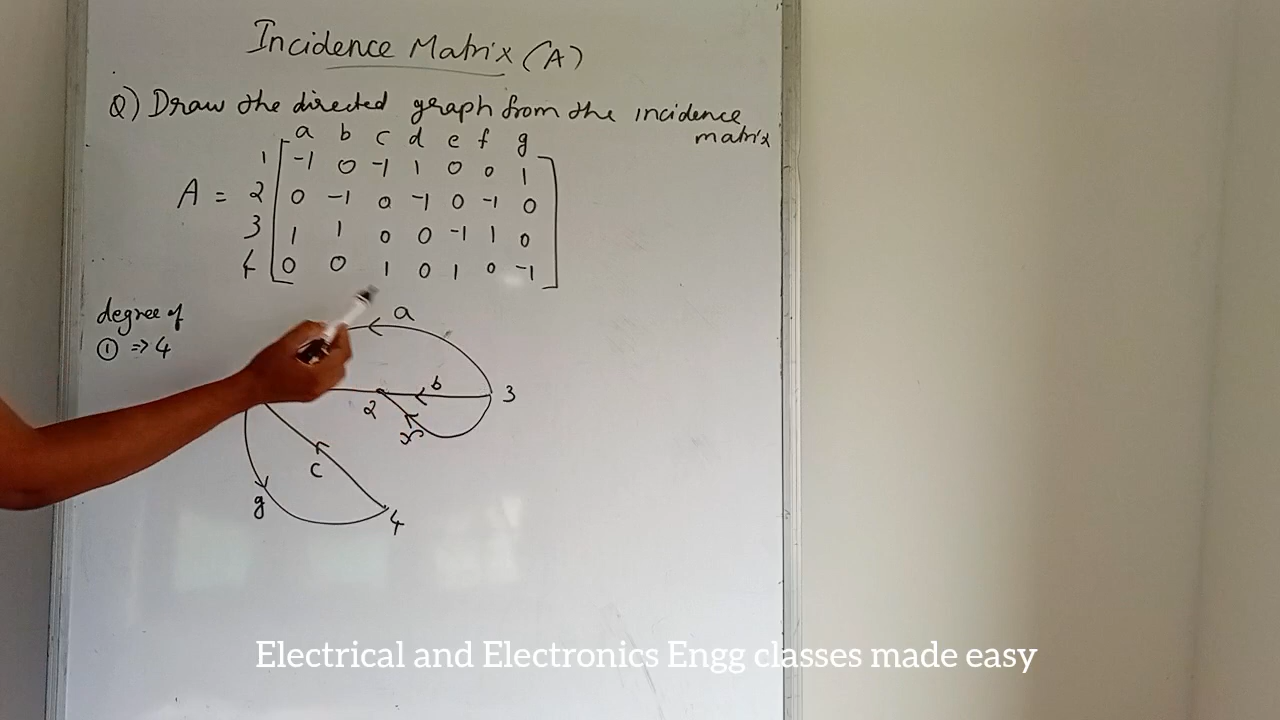 Incidence Matrix (A)
Q) Draw the directed graph from the incidence
matrix
a b c d e f g
1 -1 0 -1 1 0 0 1
A = 2 0 -1 0 -1 0 -1 0
3 1 1 0 0 -1 1 0
4 0 0 1 0 1 0 -1
degree of
① ⇒ 4
a
b
3
2
c
g
4
Electrical and Electronics Engg classes made easy